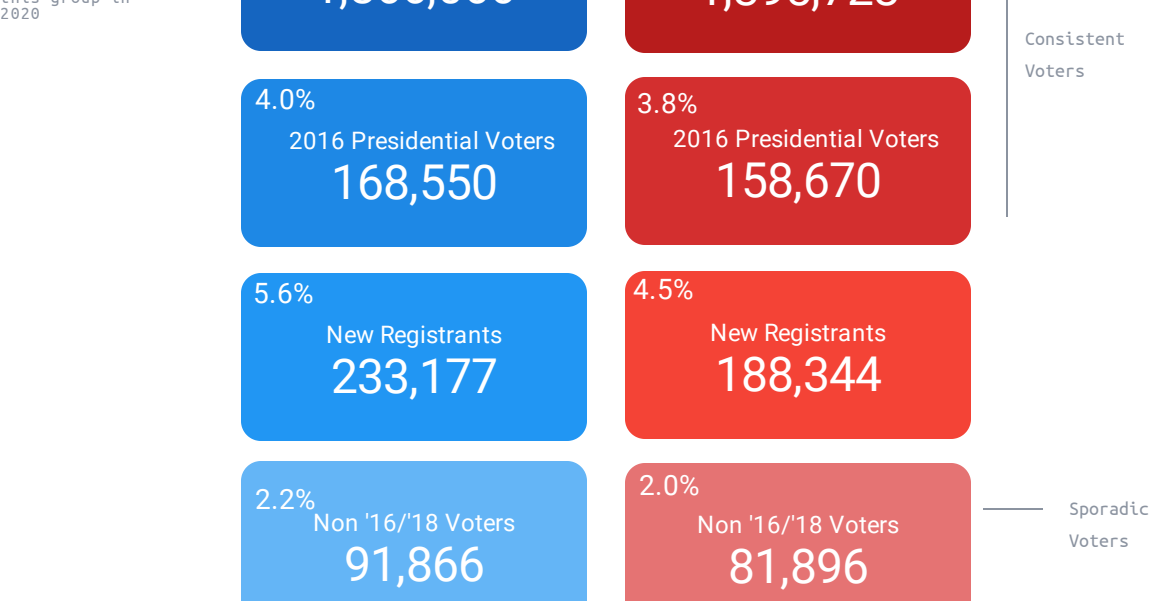 2020
Consistent
Voters
4.0%
2016 Presidential Voters
168,550
3.8%
2016 Presidential Voters
158,670
5.6%
New Registrants
233,177
4.5%
New Registrants
188,344
2.2%
Non '16/'18 Voters
91,866
2.0%
Non '16/'18 Voters
81,896
Sporadic
Voters